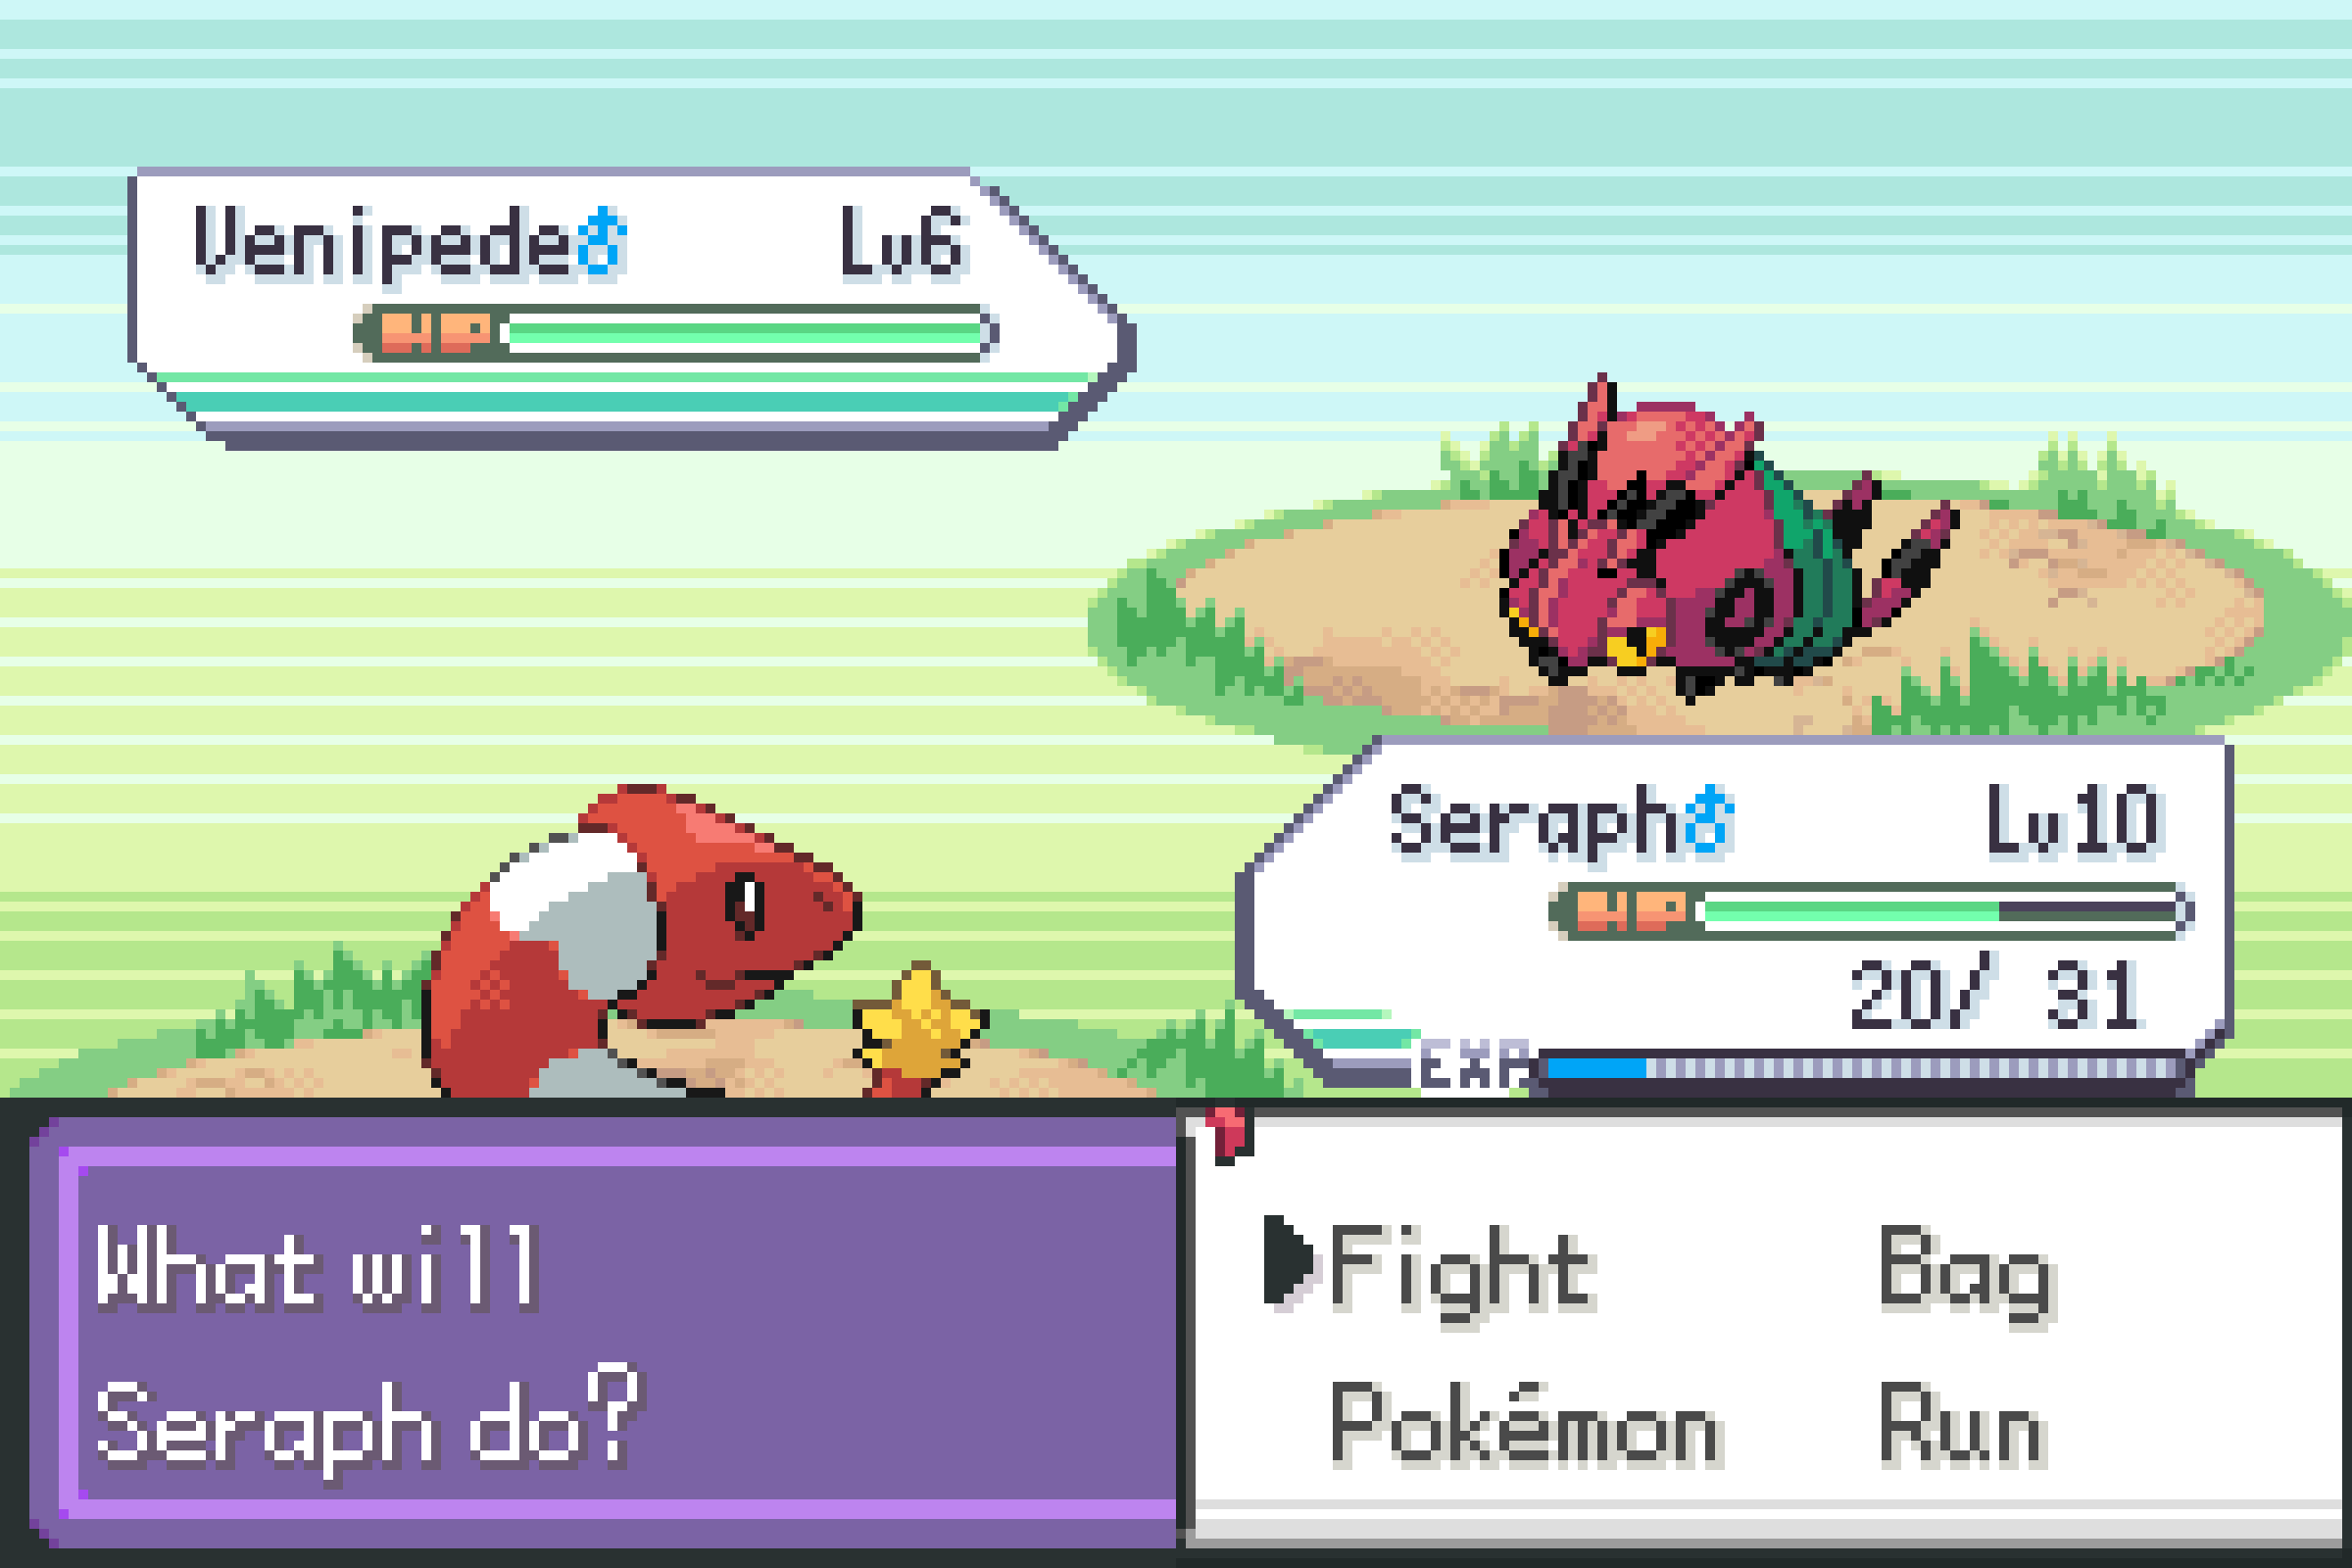 Venipede♂ Lv6
HP
Seraph♂ Lv10
HP
20/ 31
EXP
What will
Seraph do?
Fight Bag
Pokémon Run